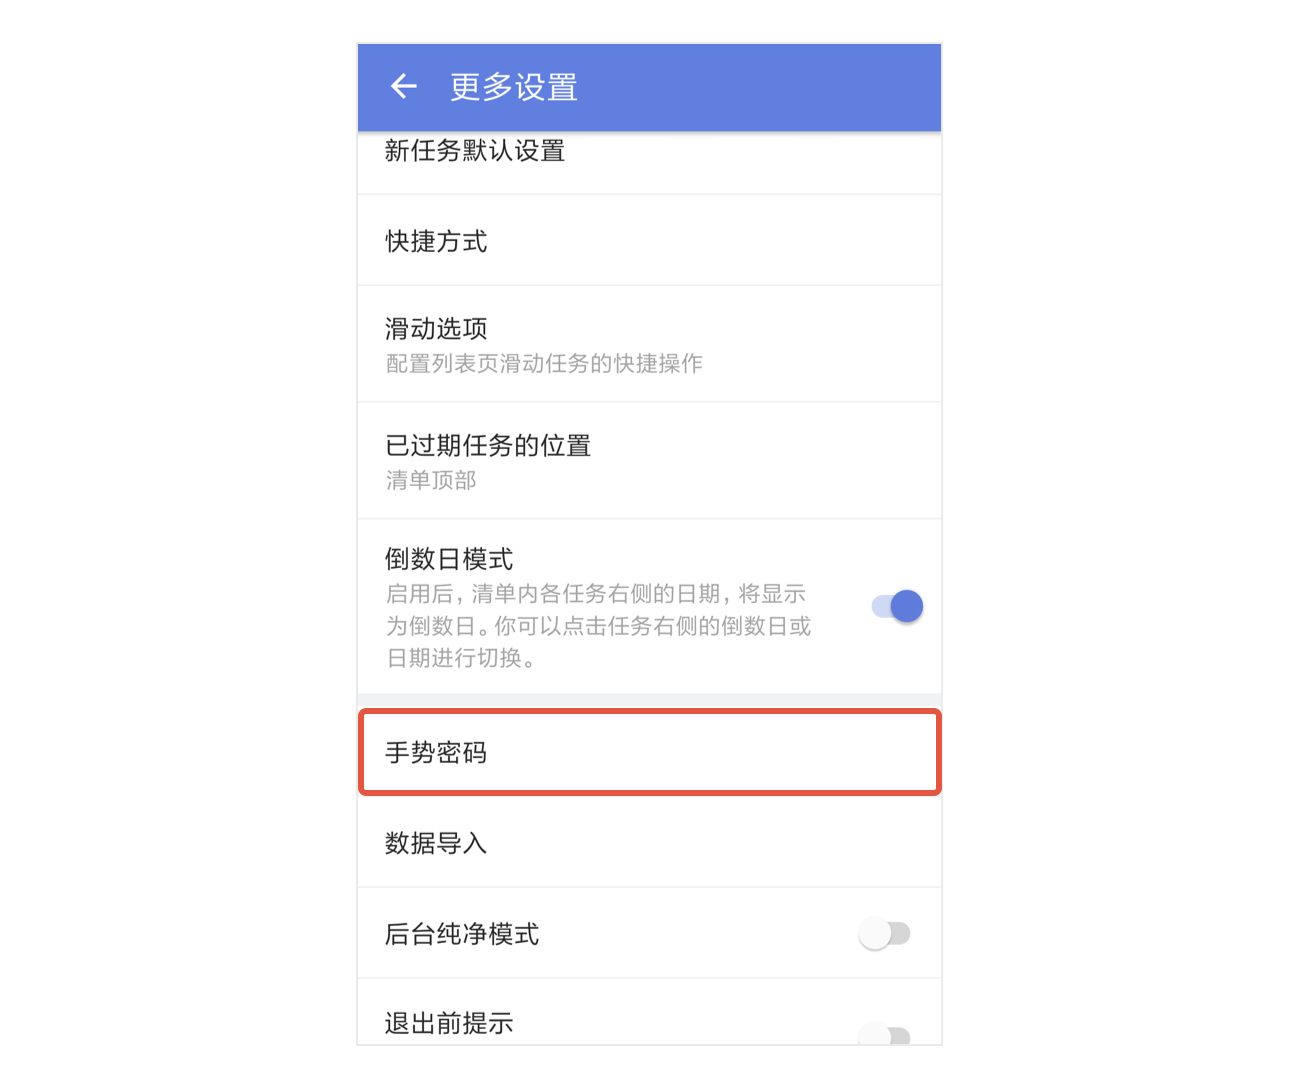 更多设置
新任务默认设置
快捷方式
滑动选项
配置列表页滑动任务的快捷操作
已过期任务的位置
清单顶部
倒数日模式
启用后，清单内各任务右侧的日期，将显示
为倒数日。你可以点击任务右侧的倒数日或
日期进行切换。
手势密码
数据导入
后台纯净模式
退出前提示